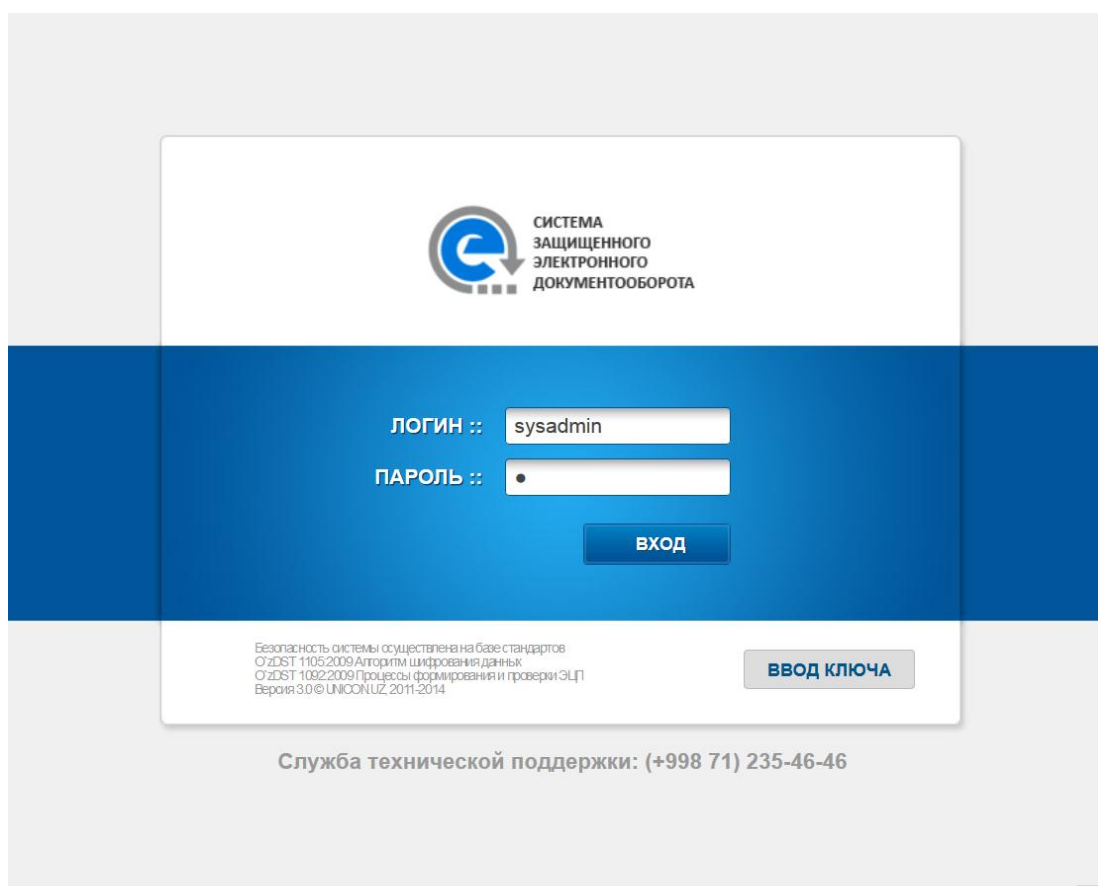 СИСТЕМА
ЗАЩИЩЕННОГО
ЭЛЕКТРОННОГО
ДОКУМЕНТООБОРОТА
ЛОГИН :: sysadmin
ПАРОЛЬ :: ●
ВХОД
Безопасность системы осуществлена на базе стандартов
O'zDST 1105:2009 Алгоритм шифрования данных
O'zDST 1092:2009 Процессы формирования и проверки ЭЦП
Версия 3.0 © UNICON.UZ, 2011-2014
ВВОД КЛЮЧА
Служба технической поддержки: (+998 71) 235-46-46